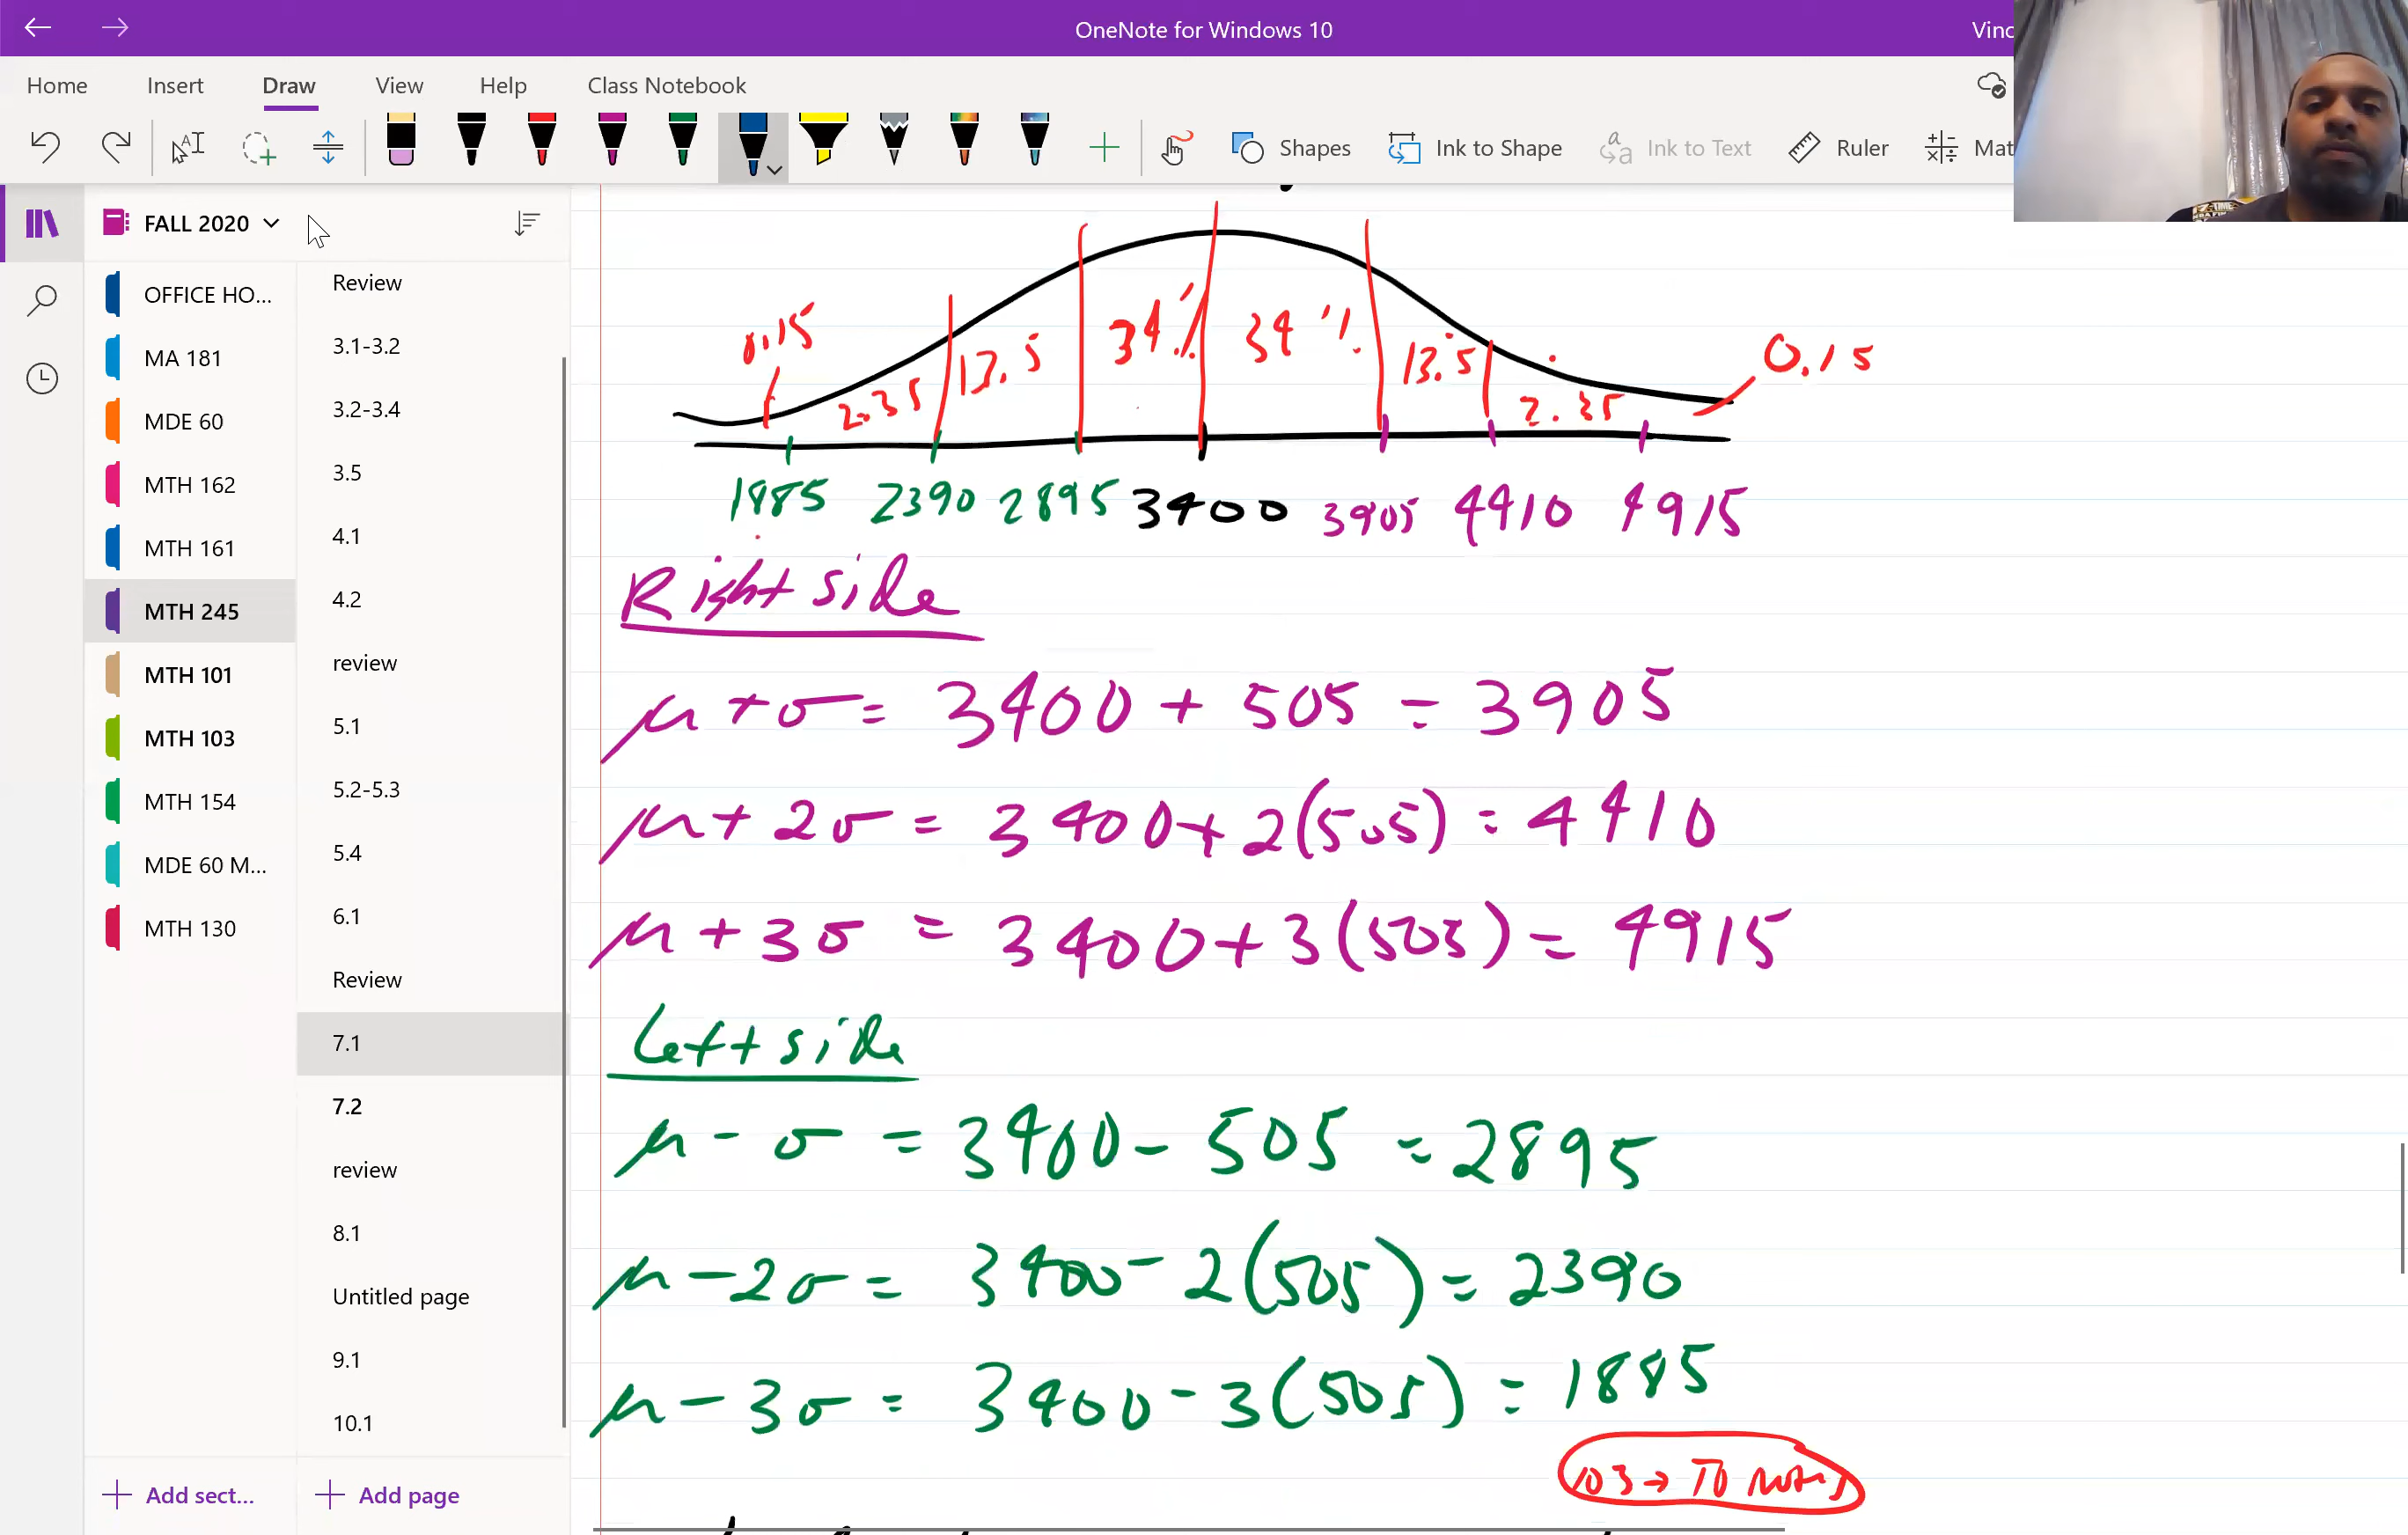 OneNote for Windows 10
Vinc
Home Insert Draw View Help Class Notebook
Shapes Ink to Shape Ink to Text Ruler Mat
FALL 2020
OFFICE HO...
MA 181
MDE 60
MTH 162
MTH 161
MTH 245
MTH 101
MTH 103
MTH 154
MDE 60 M...
MTH 130
Add sect...
Review
3.1-3.2
3.2-3.4
3.5
4.1
4.2
review
5.1
5.2-5.3
5.4
6.1
Review
7.1
7.2
review
8.1
Untitled page
9.1
10.1
Add page
0.15 2.35 13.5 34% 34% 13.5 2.35 0.15
1885 2390 2895 3400 3905 4410 4915
Right side
μ + σ = 3400 + 505 = 3905
μ + 2σ = 3400 + 2(505) = 4410
μ + 3σ = 3400 + 3(505) = 4915
Left side
μ - σ = 3400 - 505 = 2895
μ - 2σ = 3400 - 2(505) = 2390
μ - 3σ = 3400 - 3(505) = 1885
103 →